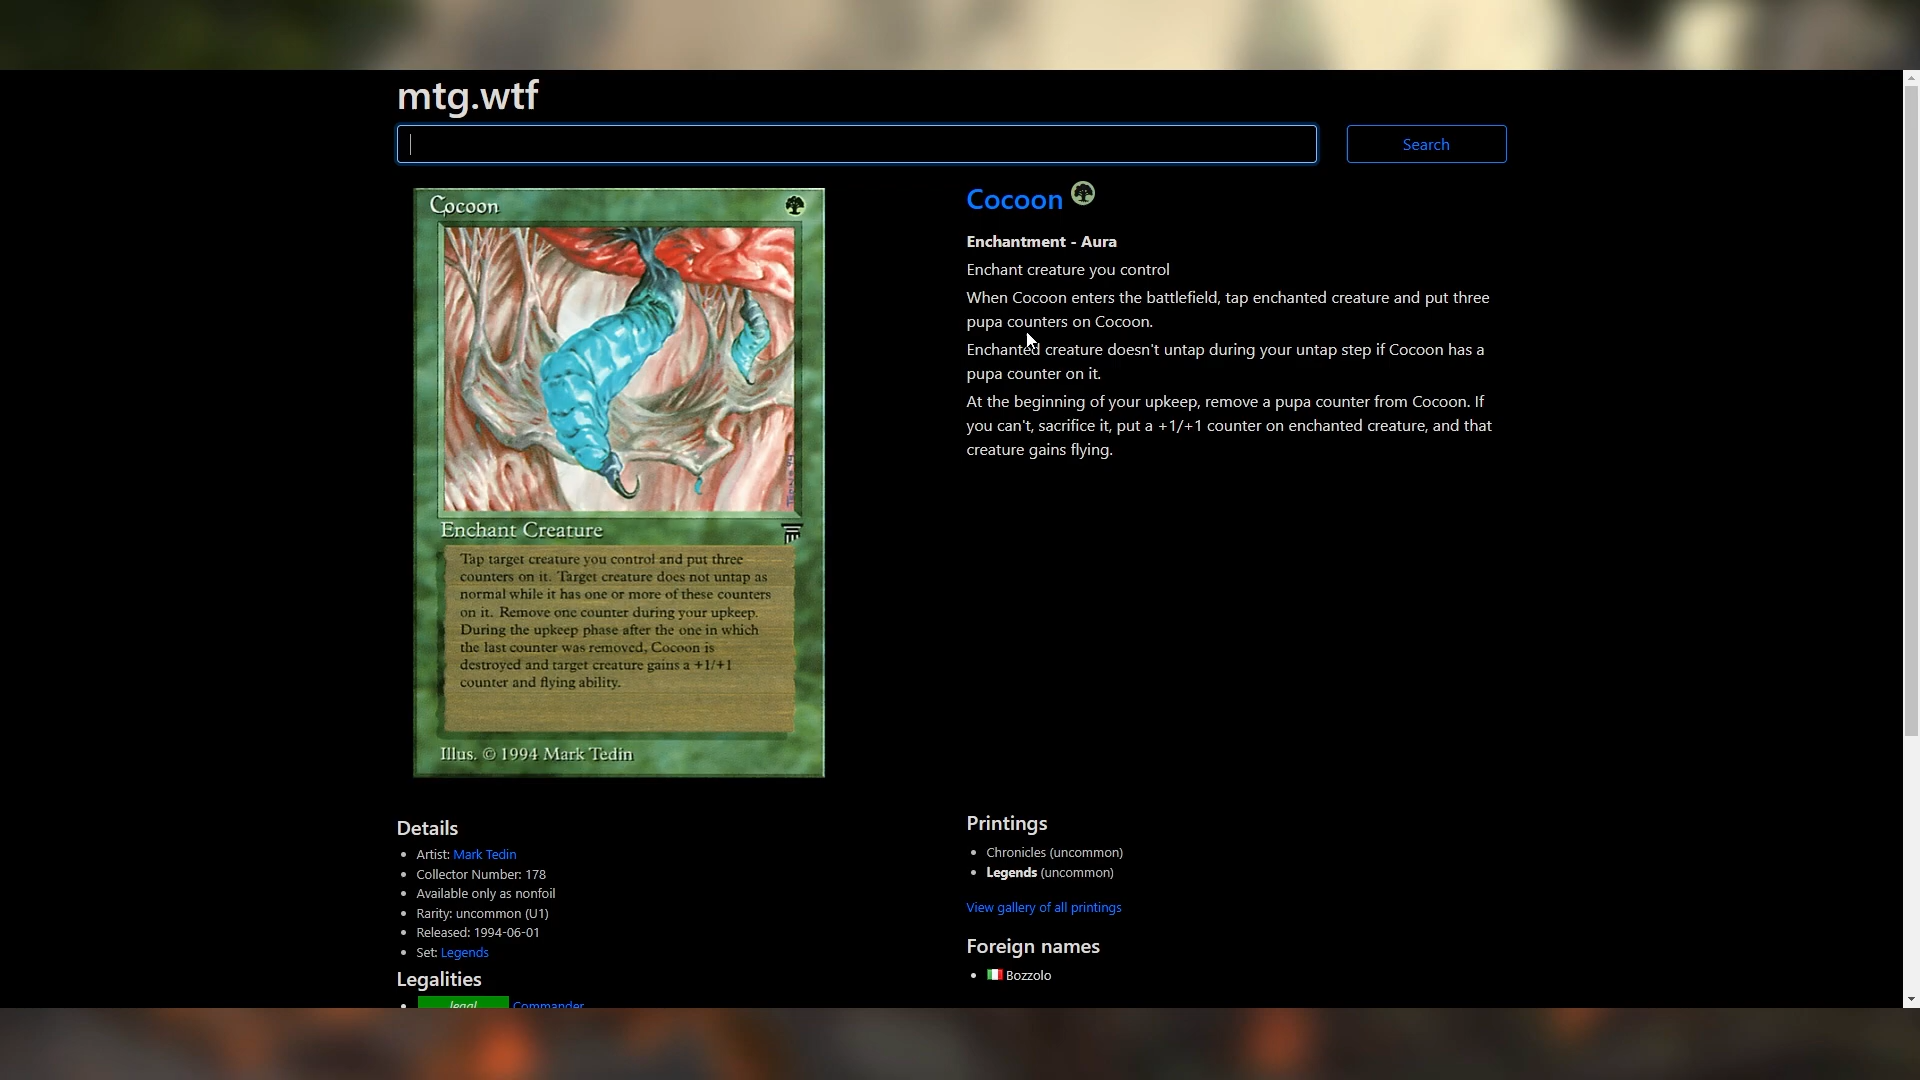 mtg.wtf
Search
Cocoon
Enchant Creature
Tap target creature you control and put three
counters on it. Target creature does not untap as
normal while it has one or more of these counters
on it. Remove one counter during your upkeep.
During the upkeep phase after the one in which
the last counter was removed, Cocoon is
destroyed and target creature gains a +1/+1
counter and flying ability.
Illus. © 1994 Mark Tedin
Cocoon
Enchantment - Aura
Enchant creature you control
When Cocoon enters the battlefield, tap enchanted creature and put three
pupa counters on Cocoon.
Enchanted creature doesn't untap during your untap step if Cocoon has a
pupa counter on it.
At the beginning of your upkeep, remove a pupa counter from Cocoon. If
you can't, sacrifice it, put a +1/+1 counter on enchanted creature, and that
creature gains flying.
Details
• Artist: Mark Tedin
• Collector Number: 178
• Available only as nonfoil
• Rarity: uncommon (U1)
• Released: 1994-06-01
• Set: Legends
Legalities
• legal Commander
Printings
• Chronicles (uncommon)
• Legends (uncommon)
View gallery of all printings
Foreign names
• Bozzolo